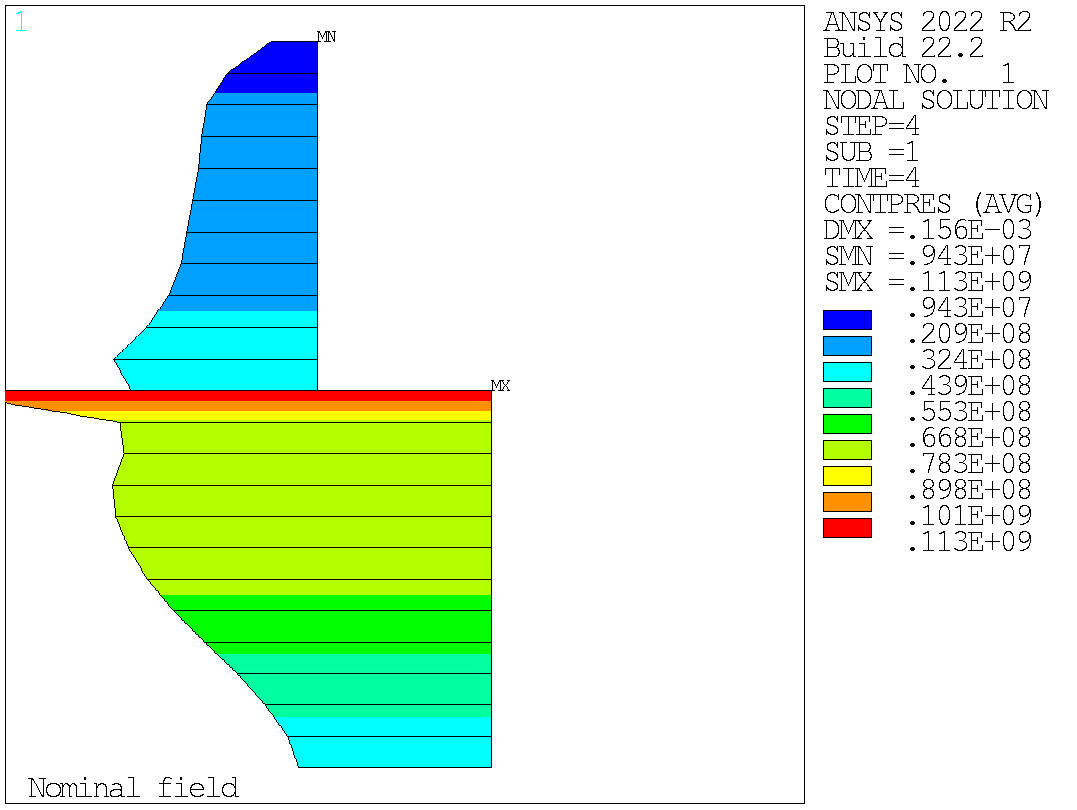 1
MN
MX
Nominal field
ANSYS 2022 R2
Build 22.2
PLOT NO.   1
NODAL SOLUTION
STEP=4
SUB =1
TIME=4
CONTPRES (AVG)
DMX =.156E-03
SMN =.943E+07
SMX =.113E+09
.943E+07
.209E+08
.324E+08
.439E+08
.553E+08
.668E+08
.783E+08
.898E+08
.101E+09
.113E+09